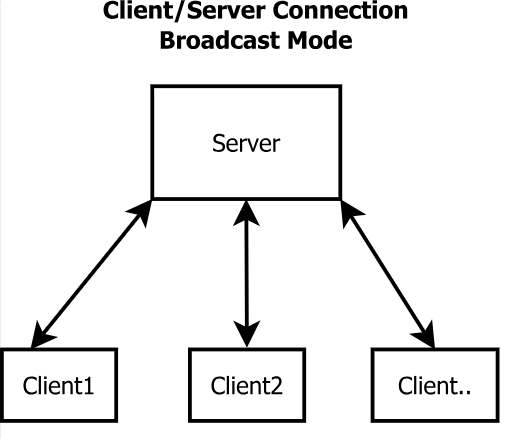 Client/Server Connection
Broadcast Mode
Server
Client1
Client2
Client..